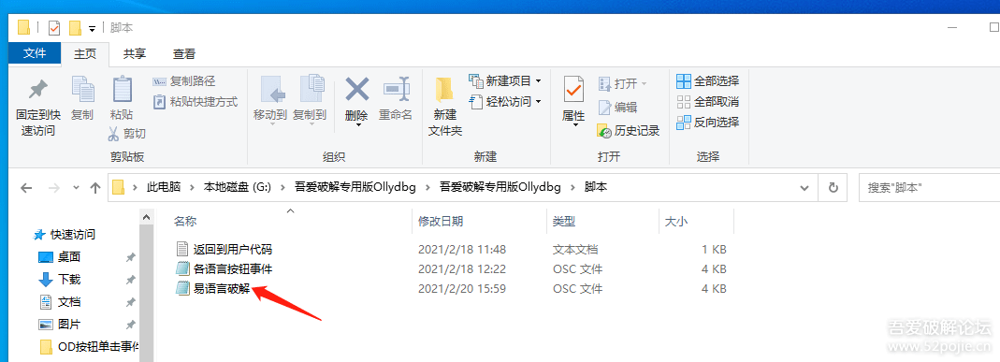 脚本
文件 主页 共享 查看
固定到快速访问 复制 粘贴 复制路径 粘贴快捷方式 剪切 移动到 复制到 删除 重命名 新建文件夹 新建项目 轻松访问 属性 打开 编辑 历史记录 全部选择 全部取消 反向选择
剪贴板 组织 新建 打开 选择
此电脑 本地磁盘 (G:) 吾爱破解专用版Ollydbg 吾爱破解专用版Ollydbg 脚本 搜索"脚本"
名称 修改日期 类型 大小
快速访问
桌面
下载
文档
图片
OD按钮单击事件
返回到用户代码 2021/2/18 11:48 文本文档 1 KB
各语言按钮事件 2021/2/18 12:22 OSC 文件 4 KB
易语言破解 2021/2/20 15:59 OSC 文件 4 KB
吾爱破解论坛
www.52pojie.cn